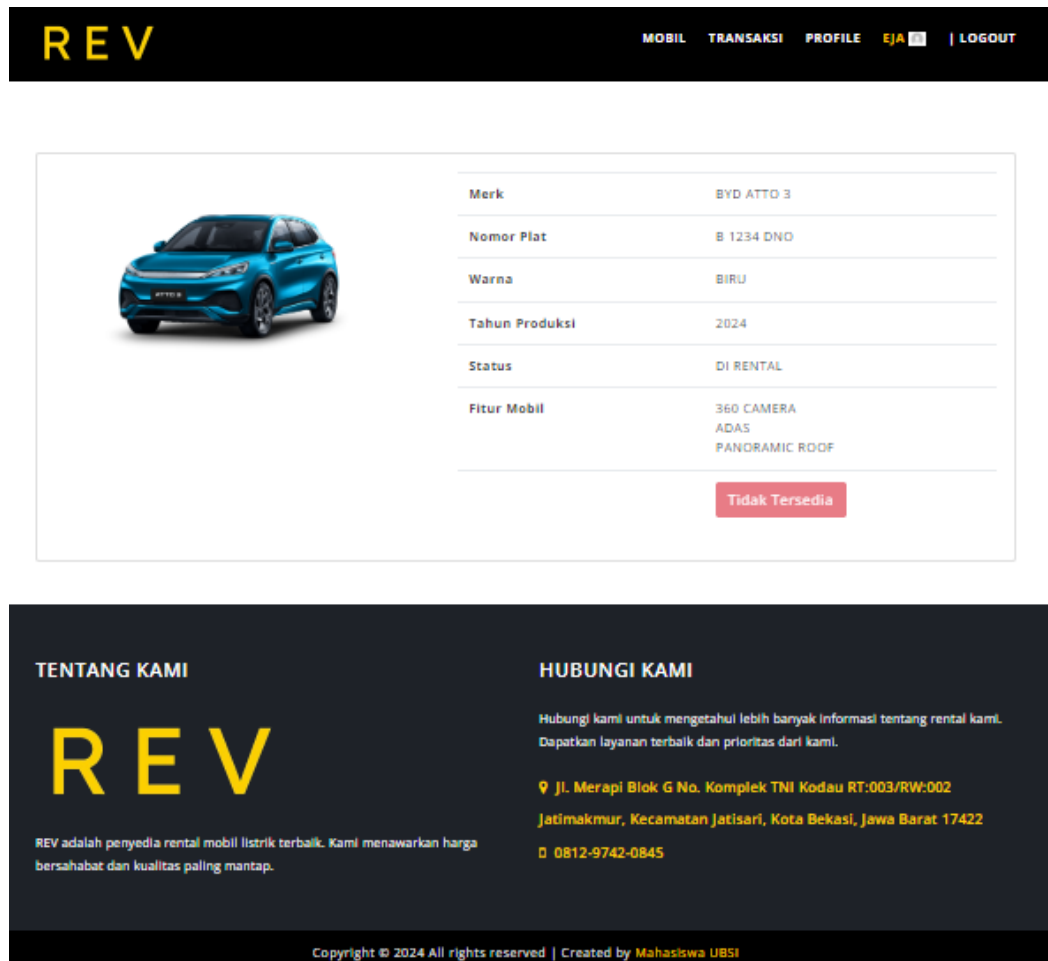 REV
MOBIL TRANSAKSI PROFILE EJA | LOGOUT
ATTO 3
Merk BYD ATTO 3
Nomor Plat B 1234 DNO
Warna BIRU
Tahun Produksi 2024
Status DI RENTAL
Fitur Mobil 360 CAMERA
ADAS
PANORAMIC ROOF
Tidak Tersedia
TENTANG KAMI
REV
REV adalah penyedia rental mobil listrik terbaik. Kami menawarkan harga
bersahabat dan kualitas paling mantap.
HUBUNGI KAMI
Hubungi kami untuk mengetahui lebih banyak informasi tentang rental kami.
Dapatkan layanan terbaik dan prioritas dari kami.
Jl. Merapi Blok G No. Komplek TNI Kodau RT:003/RW:002
Jatimakmur, Kecamatan Jatisari, Kota Bekasi, Jawa Barat 17422
0812-9742-0845
Copyright © 2024 All rights reserved | Created by Mahasiswa UBSI